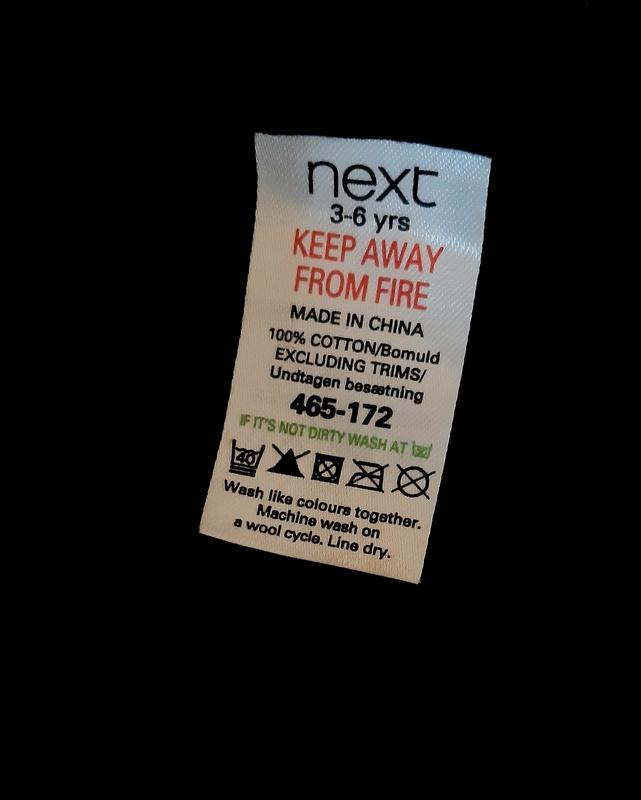 next
3-6 yrs
KEEP AWAY
FROM FIRE
MADE IN CHINA
100% COTTON/Bomuld
EXCLUDING TRIMS/
Undtagen besætning
465-172
IF IT'S NOT DIRTY WASH AT
40
Wash like colours together.
Machine wash on
a wool cycle. Line dry.